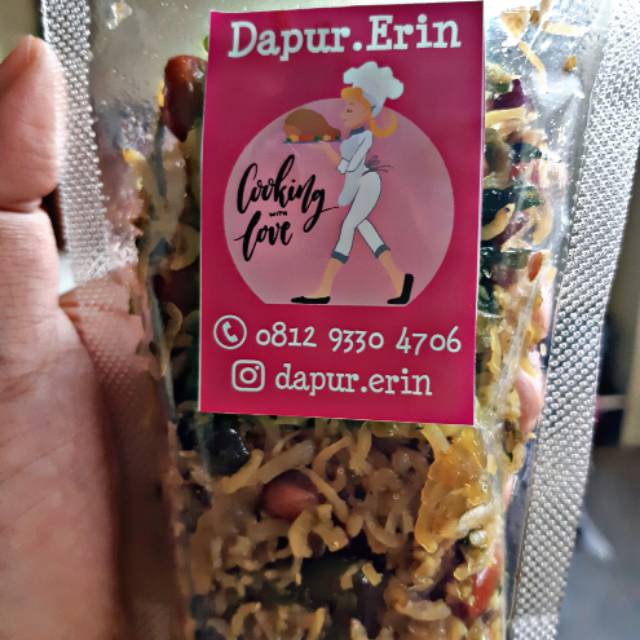 Dapur.Erin
Cooking
with
love
0812 9330 4706
dapur.erin